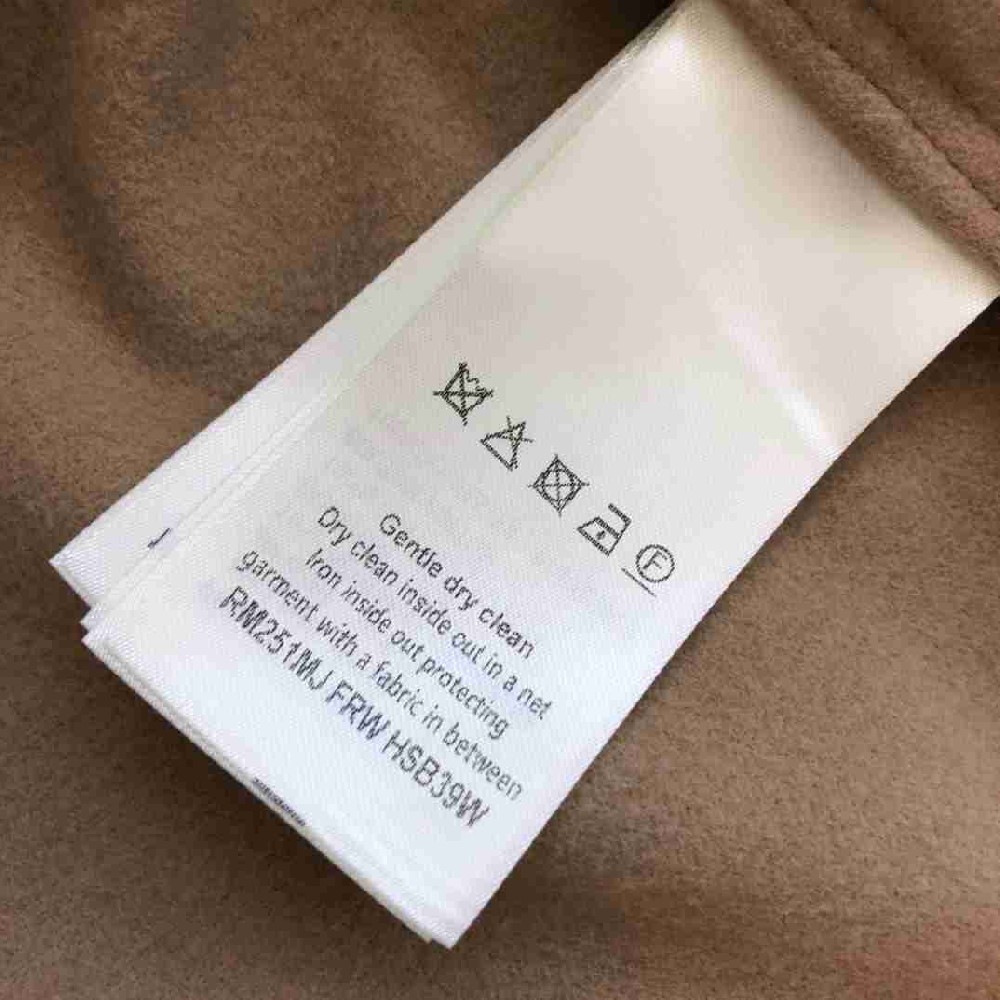 F
Gentle dry clean
Dry clean inside out in a net
Iron inside out protecting
garment with a fabric in between
RM251MJ FRW HSB39W